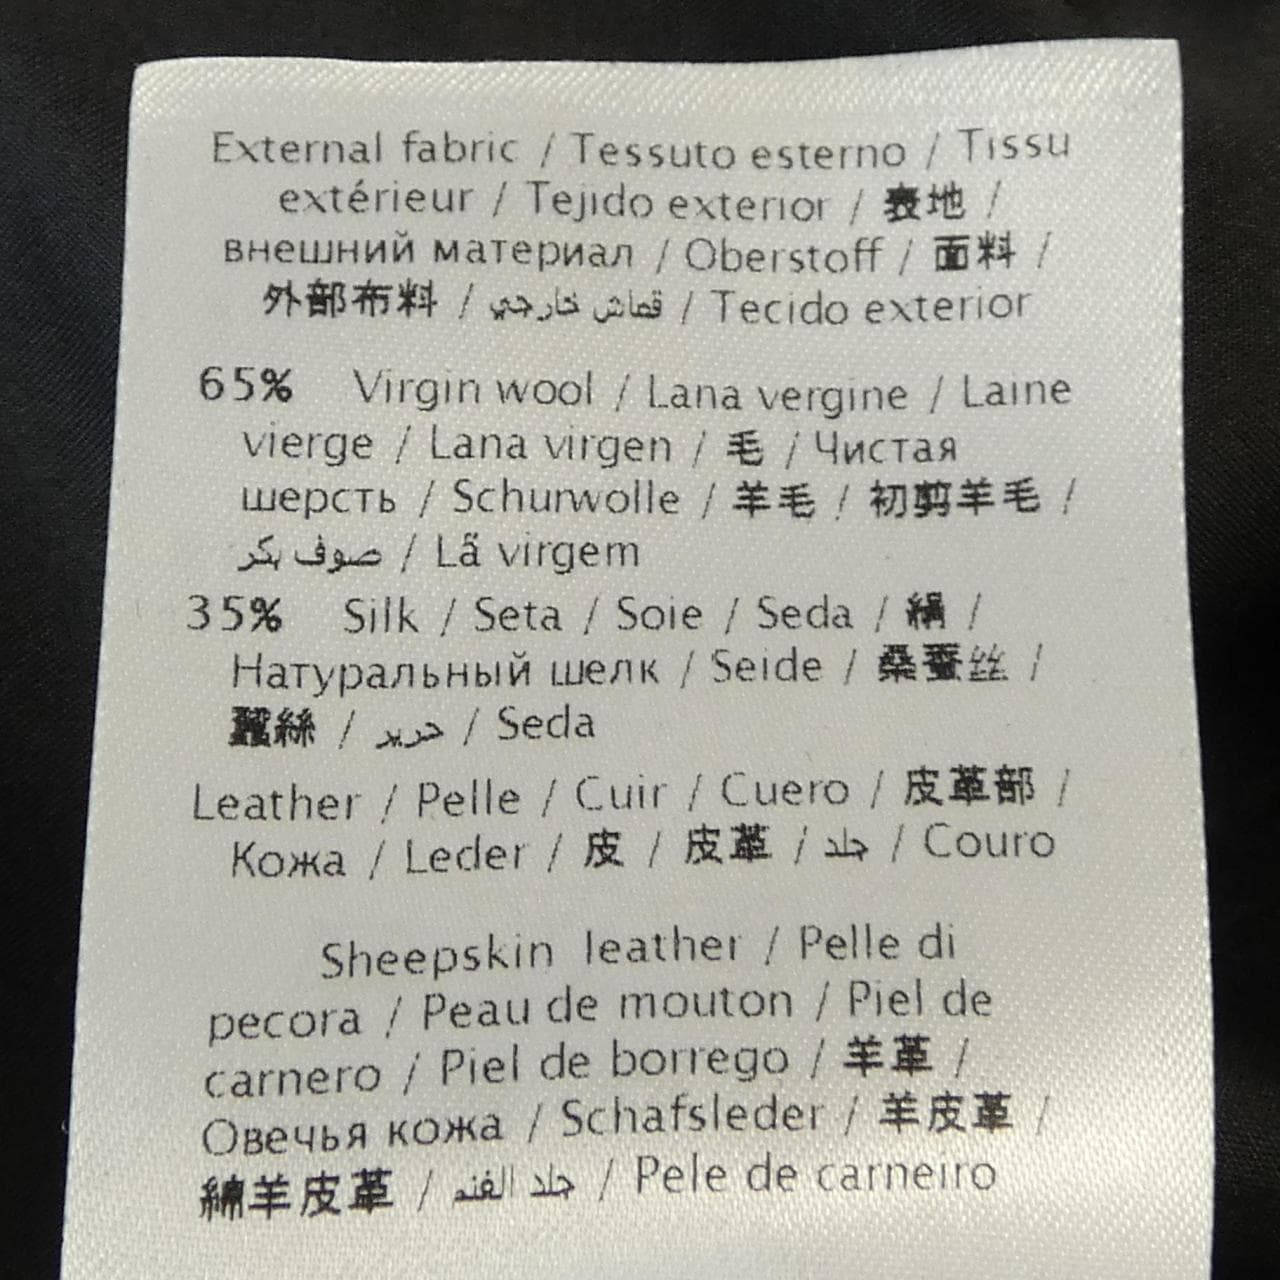 External fabric / Tessuto esterno / Tissu
extérieur / Tejido exterior / 表地 /
внешний материал / Oberstoff / 面料 /
外部布料 / قماش خارجي / Tecido exterior
65% Virgin wool / Lana vergine / Laine
vierge / Lana virgen / 毛 / Чистая
шерсть / Schurwolle / 羊毛 / 初剪羊毛 /
صوف بكر / Lã virgem
35% Silk / Seta / Soie / Seda / 絹 /
Натуральный шелк / Seide / 桑蚕丝 /
蠶絲 / حرير / Seda
Leather / Pelle / Cuir / Cuero / 皮革部 /
Кожа / Leder / 皮 / 皮革 / جلد / Couro
Sheepskin leather / Pelle di
pecora / Peau de mouton / Piel de
carnero / Piel de borrego / 羊革 /
Овечья кожа / Schafsleder / 羊皮革 /
綿羊皮革 / جلد الغنم / Pele de carneiro